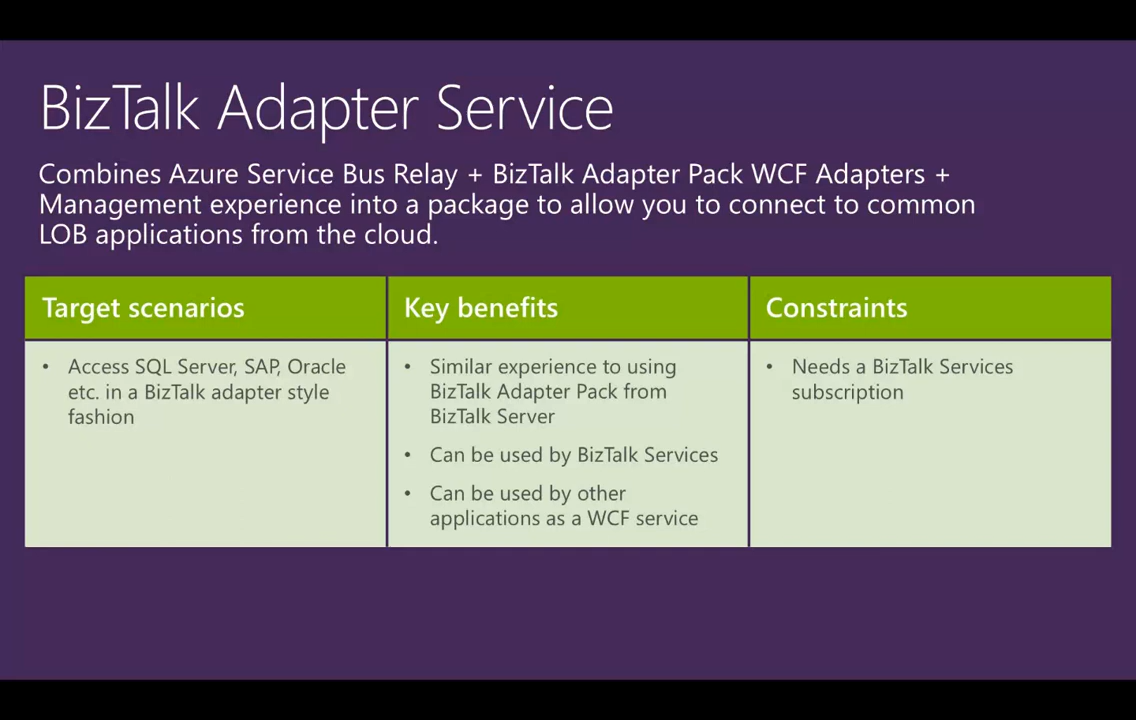 BizTalk Adapter Service
Combines Azure Service Bus Relay + BizTalk Adapter Pack WCF Adapters +
Management experience into a package to allow you to connect to common
LOB applications from the cloud.
Target scenarios
• Access SQL Server, SAP, Oracle
etc. in a BizTalk adapter style
fashion
Key benefits
• Similar experience to using
BizTalk Adapter Pack from
BizTalk Server
• Can be used by BizTalk Services
• Can be used by other
applications as a WCF service
Constraints
• Needs a BizTalk Services
subscription